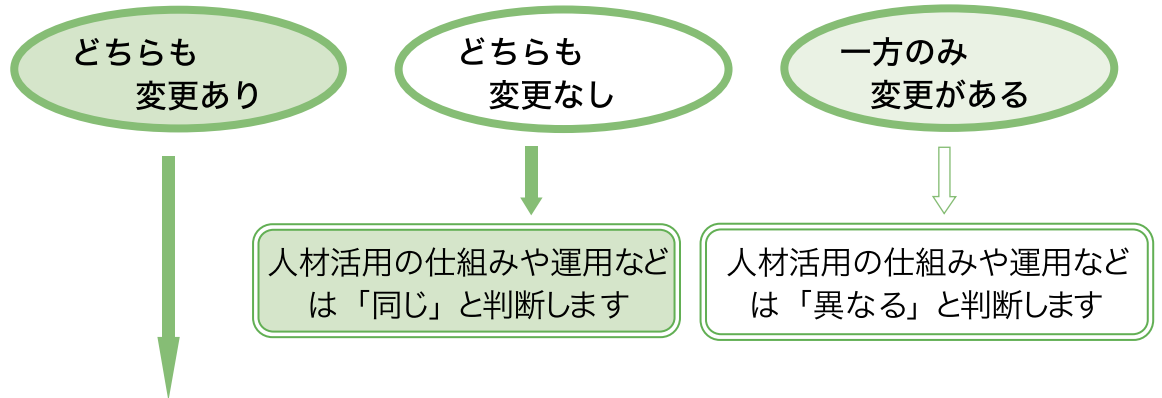 どちらも
変更あり
どちらも
変更なし
一方のみ
変更がある
人材活用の仕組みや運用など
は「同じ」と判断します
人材活用の仕組みや運用など
は「異なる」と判断します